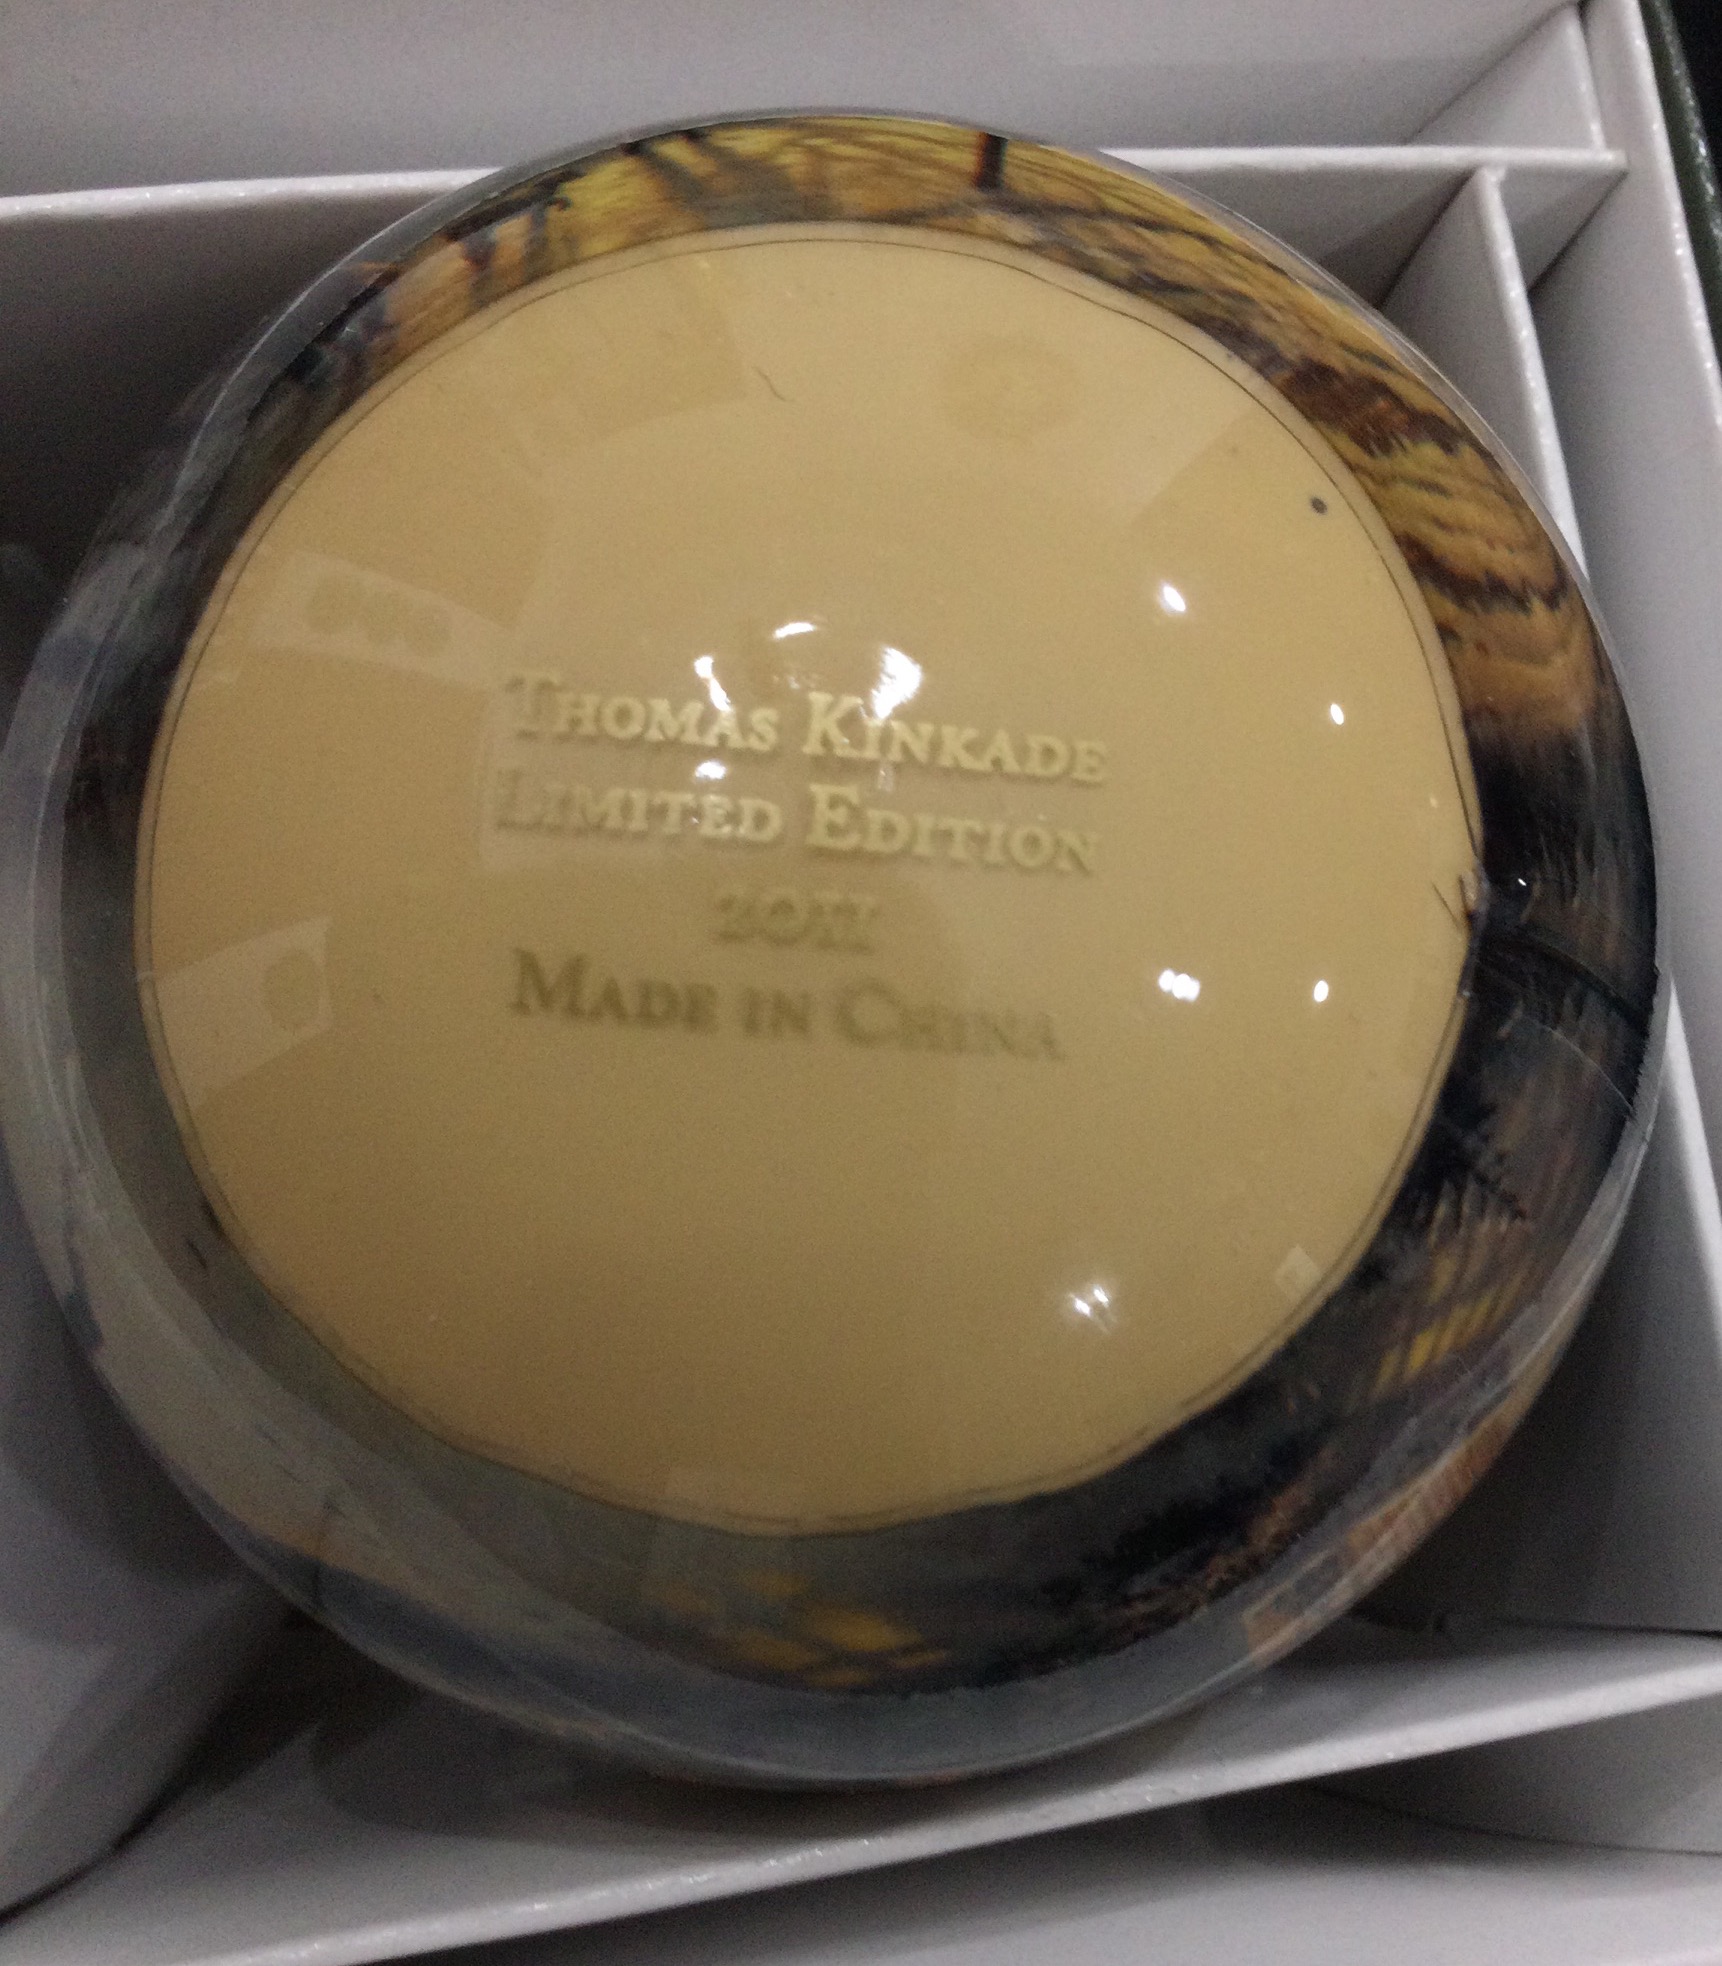 THOMAS KINKADE
LIMITED EDITION
2011
MADE IN CHINA